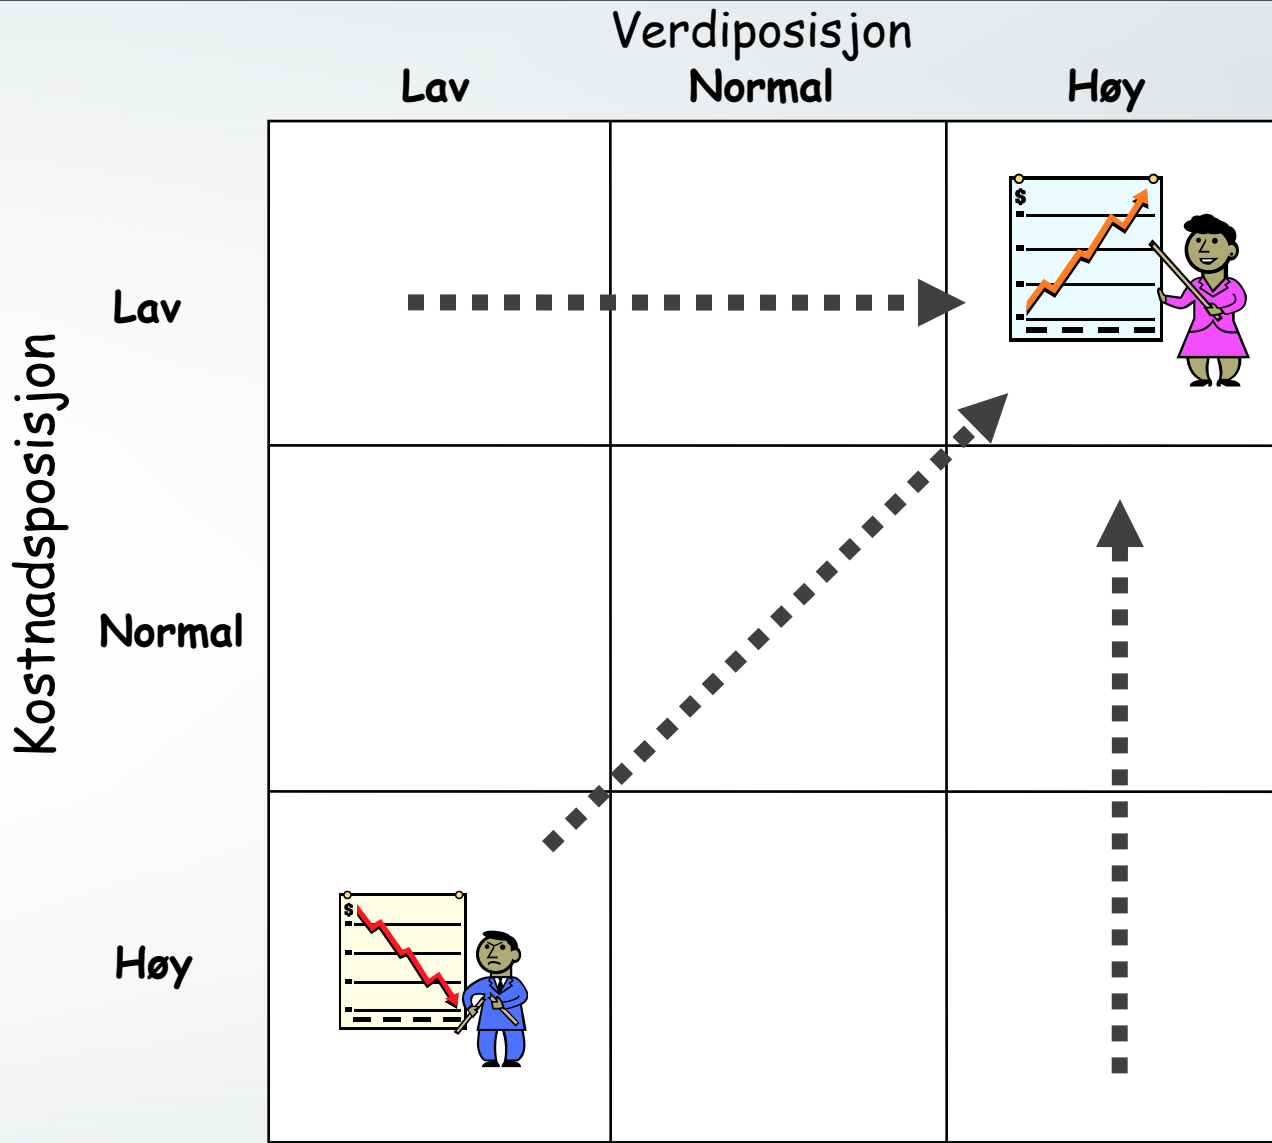 Verdiposisjon
Lav Normal Høy
Kostnadsposisjon
Lav
$
Normal
Høy
$